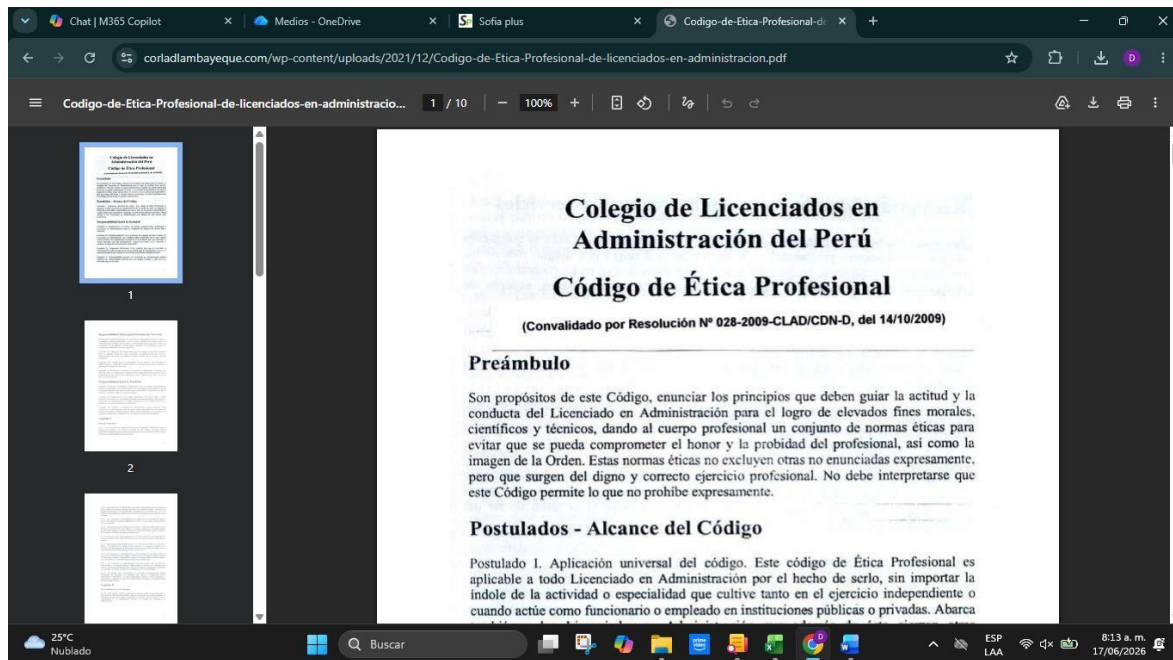 Chat | M365 Copilot
Medios - OneDrive
Sofia plus
Codigo-de-Etica-Profesional-de
corladlambayeque.com/wp-content/uploads/2021/12/Codigo-de-Etica-Profesional-de-licenciados-en-administracion.pdf
Codigo-de-Etica-Profesional-de-licenciados-en-administracio...
1 / 10
100%
Colegio de Licenciados en
Administración del Perú
Código de Ética Profesional
1
2
Colegio de Licenciados en
Administración del Perú
Código de Ética Profesional
(Convalidado por Resolución Nº 028-2009-CLAD/CDN-D, del 14/10/2009)
Preámbulo
Son propósitos de este Código, enunciar los principios que deben guiar la actitud y la
conducta del Licenciado en Administración para el logro de elevados fines morales,
científicos y técnicos, dando al cuerpo profesional un conjunto de normas éticas para
evitar que se pueda comprometer el honor y la probidad del profesional, así como la
imagen de la Orden. Estas normas éticas no excluyen otras no enunciadas expresamente,
pero que surgen del digno y correcto ejercicio profesional. No debe interpretarse que
este Código permite lo que no prohíbe expresamente.
Postulados - Alcance del Código
Postulado 1. Aplicación universal del código. Este código de Ética Profesional es
aplicable a todo Licenciado en Administración por el hecho de serlo, sin importar la
índole de la actividad o especialidad que cultive tanto en el ejercicio independiente o
cuando actúe como funcionario o empleado en instituciones públicas o privadas. Abarca
25°C
Nublado
Buscar
ESP
LAA
8:13 a. m.
17/06/2026